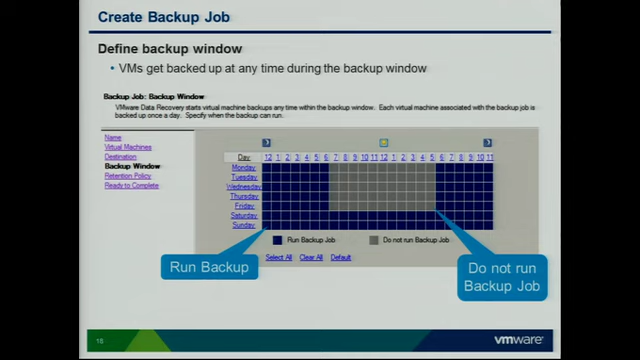 Create Backup Job
Define backup window
• VMs get backed up at any time during the backup window
Backup Job: Backup Window
VMware Data Recovery starts virtual machine backups any time within the backup window. Each virtual machine associated with the backup job is
backed up once a day. Specify when the backup can run.
Name
Virtual Machines
Destination
Backup Window
Retention Policy
Ready to Complete
Day 12 1 2 3 4 5 6 7 8 9 10 11 12 1 2 3 4 5 6 7 8 9 10 11
Monday
Tuesday
Wednesday
Thursday
Friday
Saturday
Sunday
Run Backup Job Do not run Backup Job
Select All Clear All Default
Run Backup
Do not run
Backup Job
15
vmware